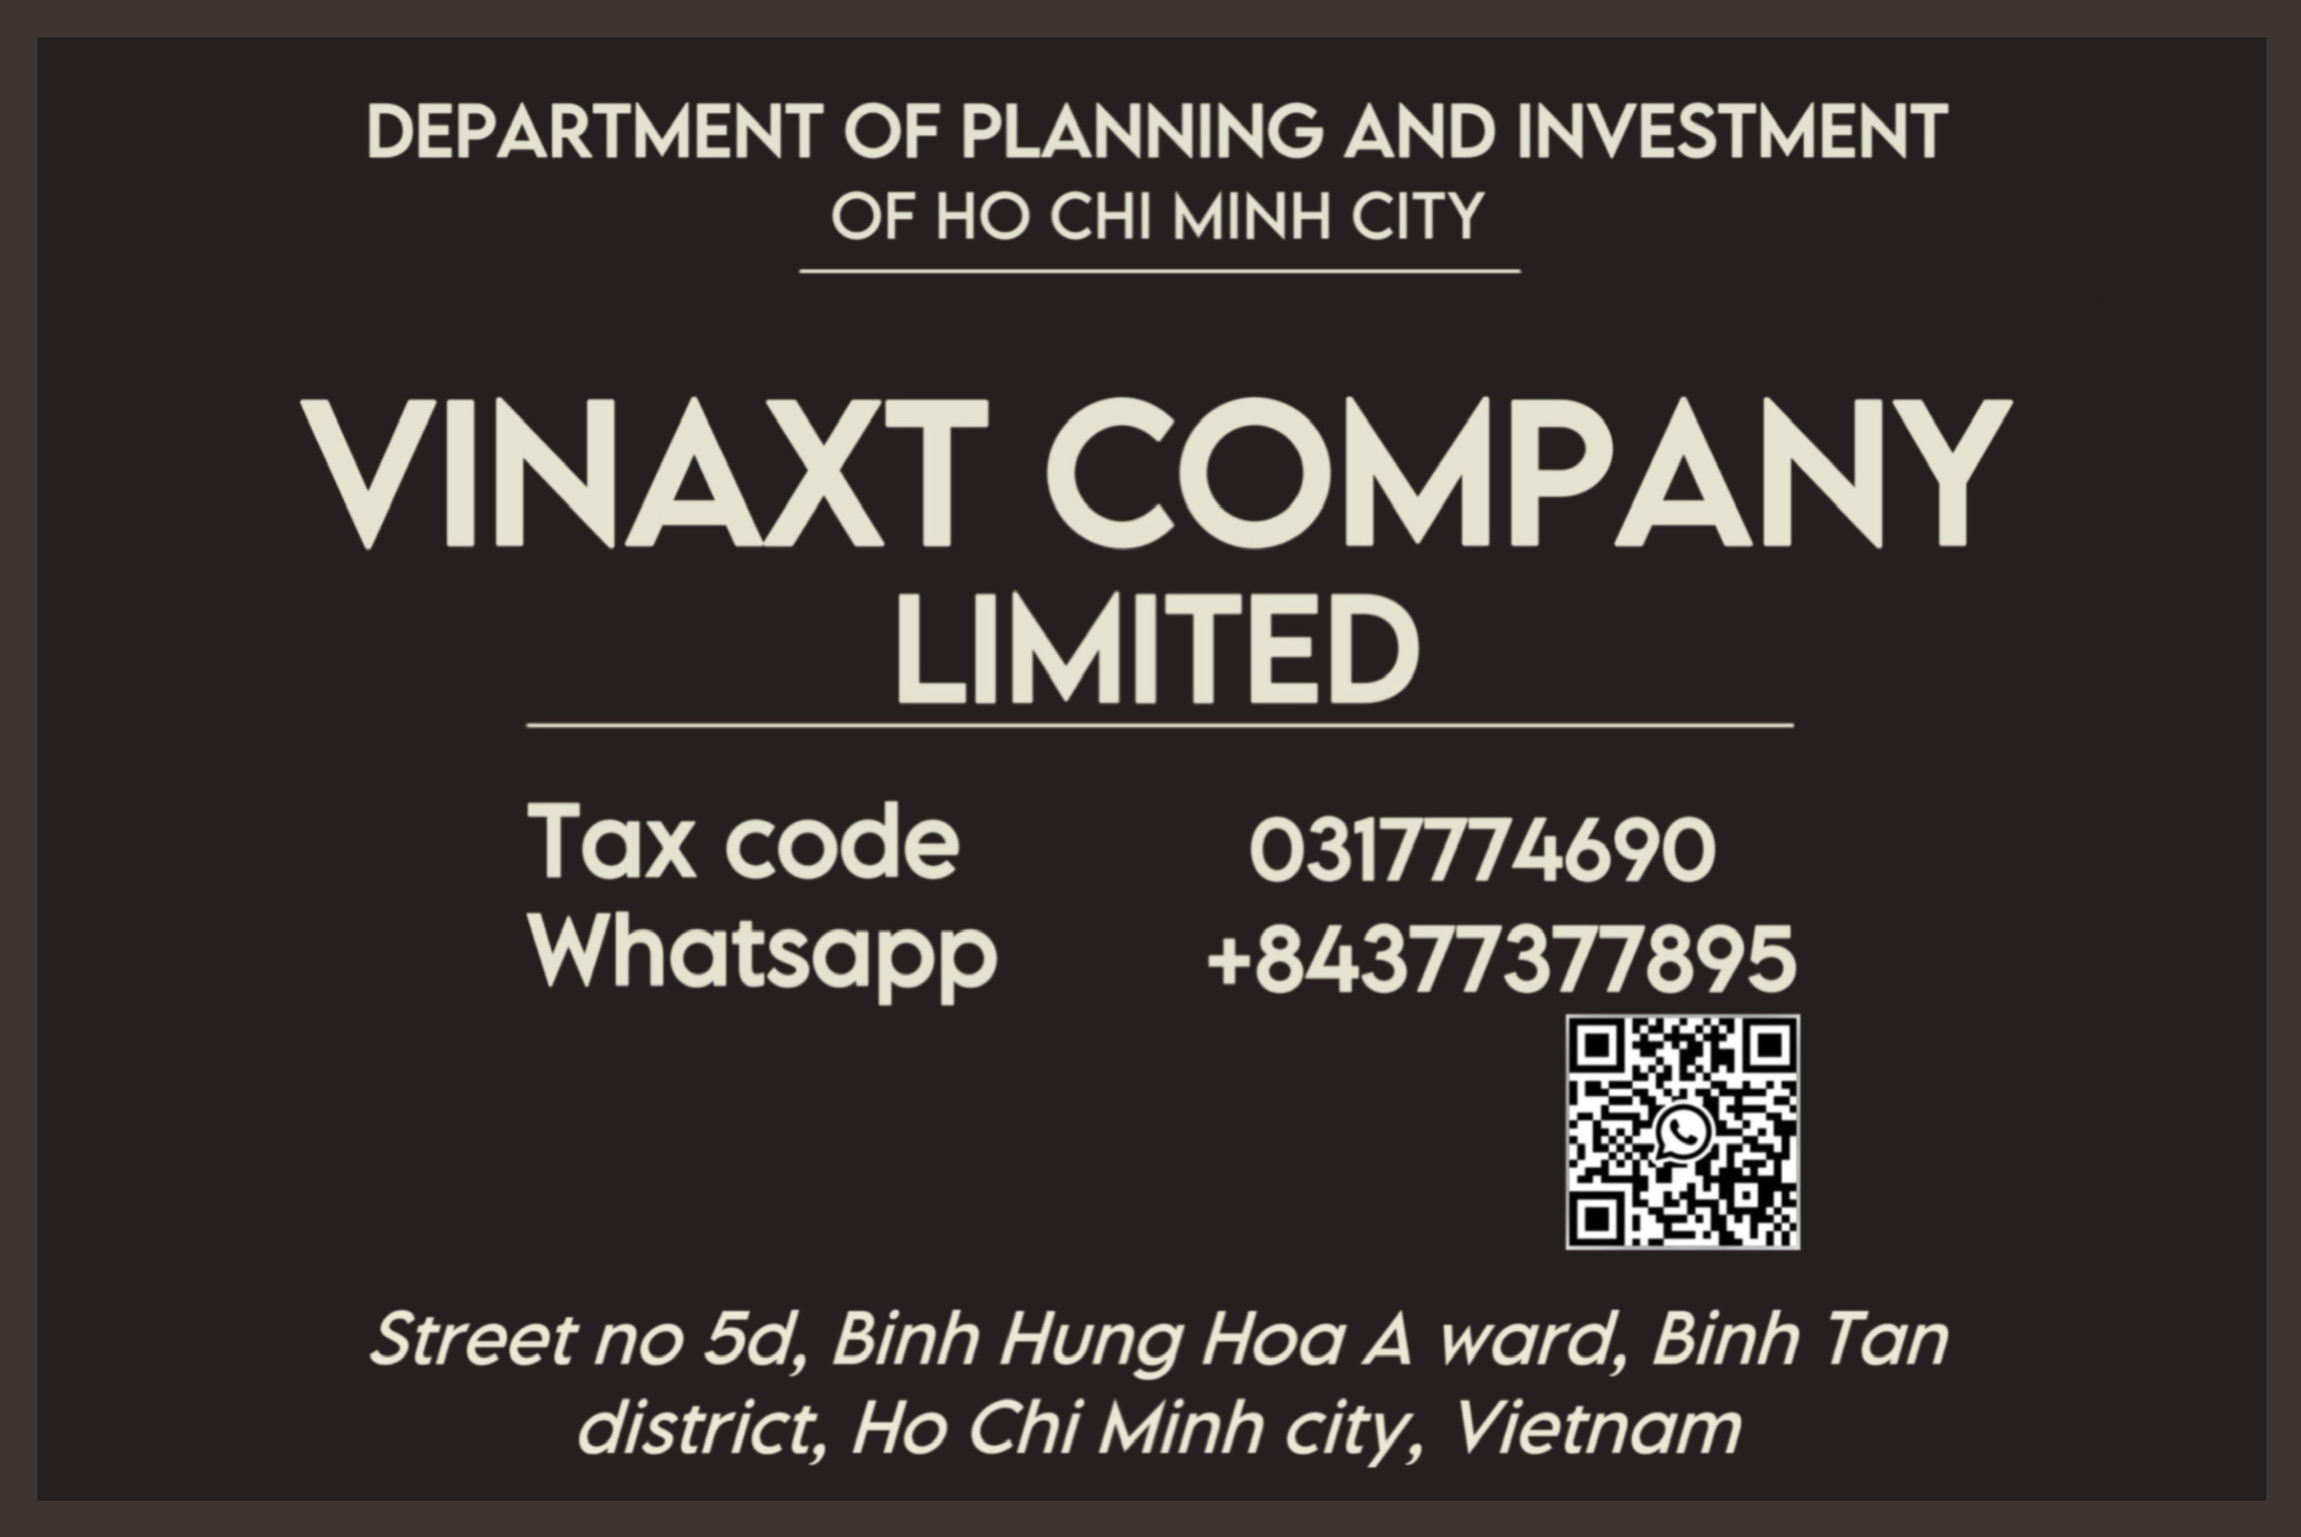 DEPARTMENT OF PLANNING AND INVESTMENT
OF HO CHI MINH CITY
VINAXT COMPANY
LIMITED
Tax code 0317774690
Whatsapp +84377377895
Street no 5d, Binh Hung Hoa A ward, Binh Tan
district, Ho Chi Minh city, Vietnam